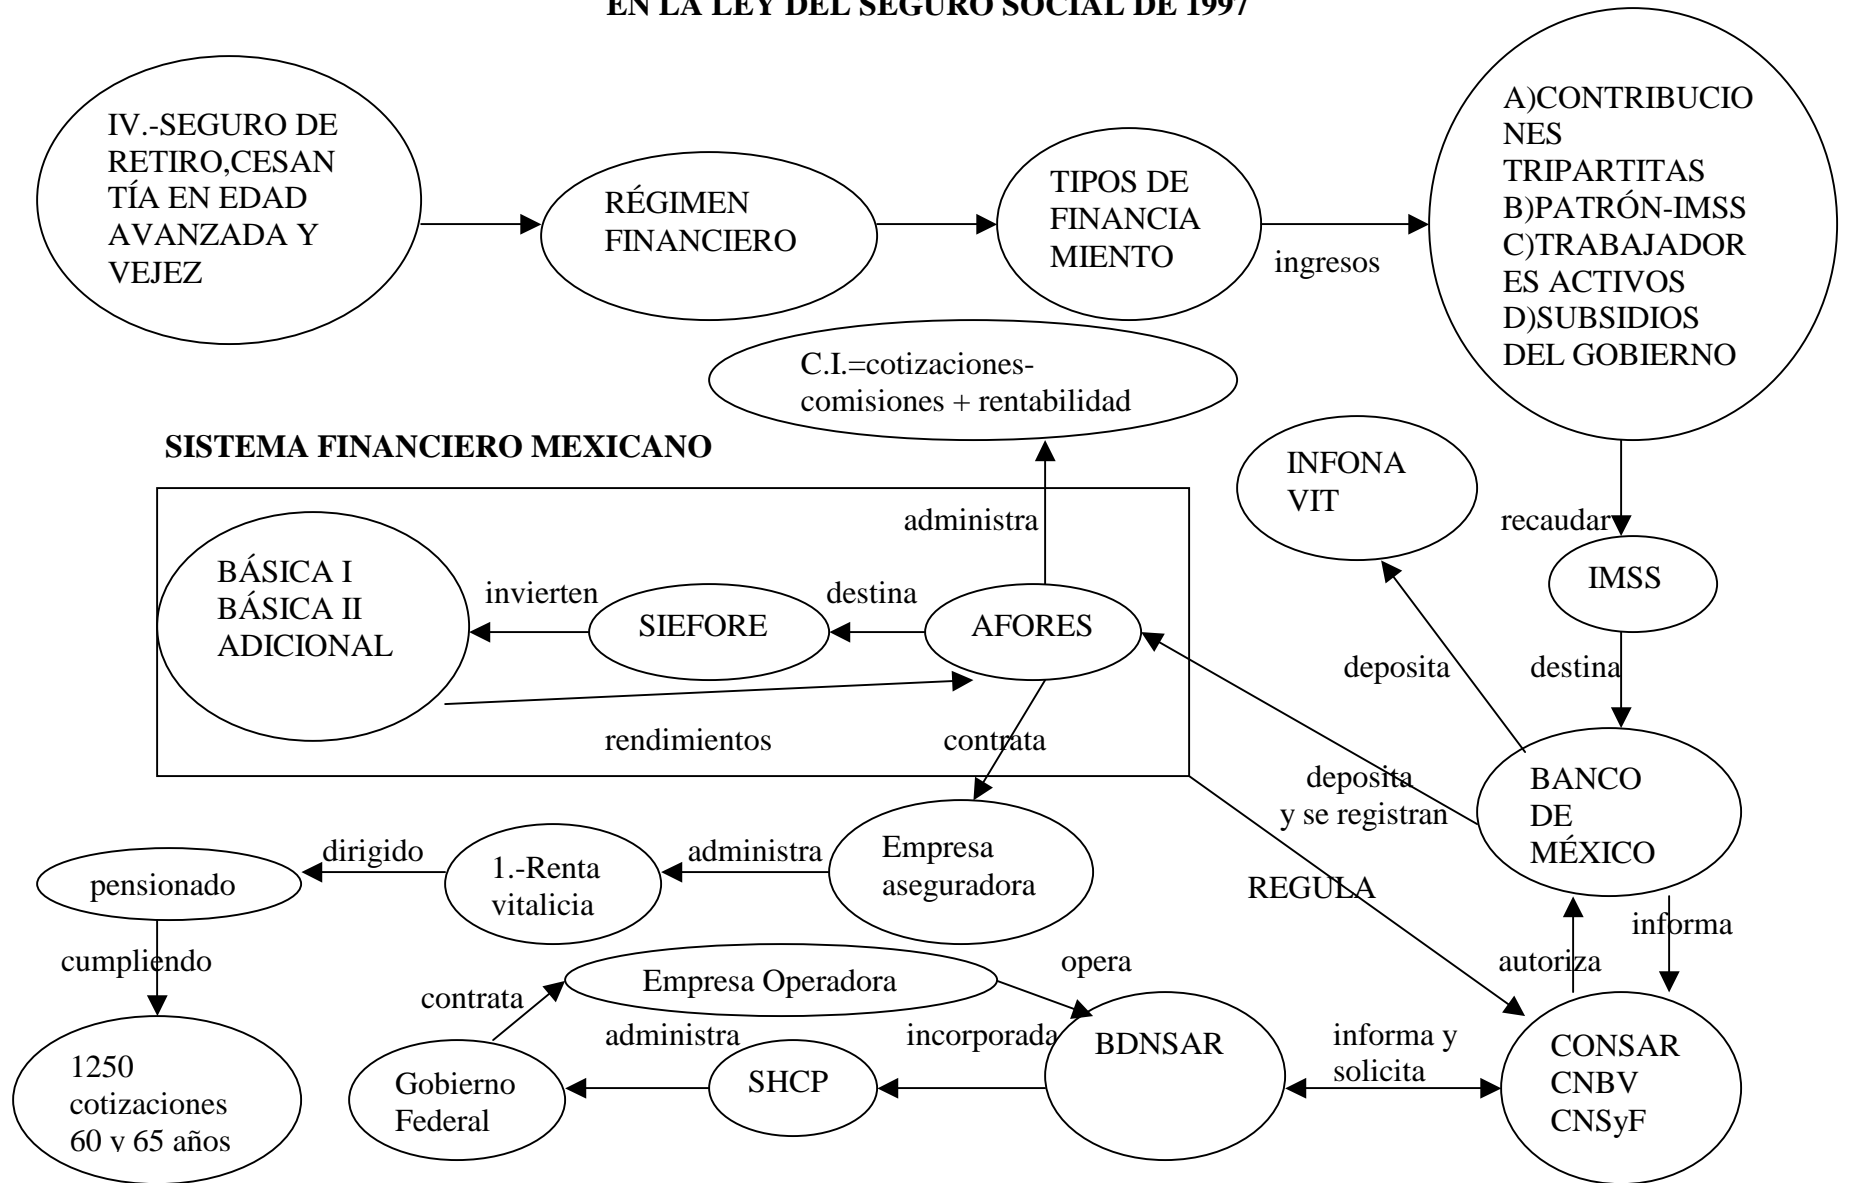 EN LA LEY DEL SEGURO SOCIAL DE 1997
IV.-SEGURO DE
RETIRO,CESAN
TÍA EN EDAD
AVANZADA Y
VEJEZ
RÉGIMEN
FINANCIERO
TIPOS DE
FINANCIA
MIENTO
ingresos
A)CONTRIBUCIO
NES
TRIPARTITAS
B)PATRÓN-IMSS
C)TRABAJADOR
ES ACTIVOS
D)SUBSIDIOS
DEL GOBIERNO
C.I.=cotizaciones-
comisiones + rentabilidad
SISTEMA FINANCIERO MEXICANO
INFONA
VIT
administra
recaudar
IMSS
BÁSICA I
BÁSICA II
ADICIONAL
invierten
SIEFORE
destina
AFORES
deposita
destina
rendimientos
contrata
deposita
y se registran
BANCO
DE
MÉXICO
pensionado
dirigido
1.-Renta
vitalicia
administra
Empresa
aseguradora
REGULA
informa
autoriza
cumpliendo
contrata
Empresa Operadora
opera
administra
incorporada
BDNSAR
informa y
solicita
CONSAR
CNBV
CNSyF
1250
cotizaciones
60 y 65 años
Gobierno
Federal
SHCP